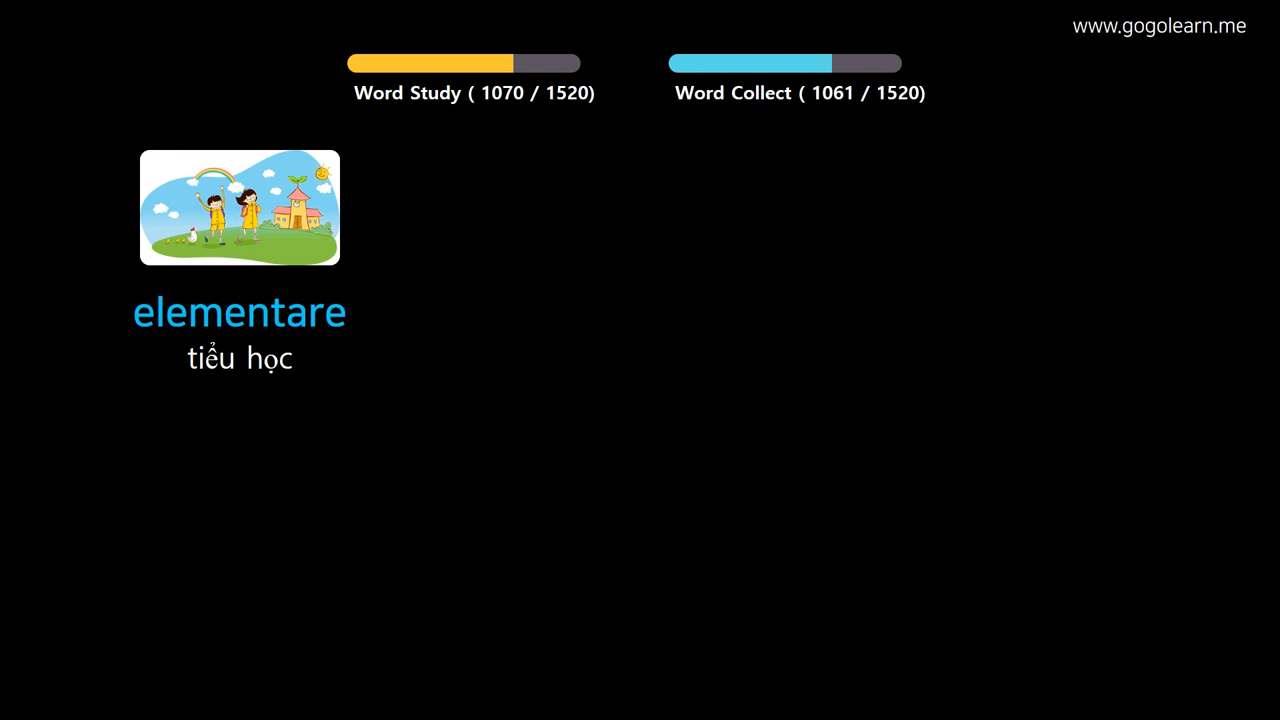 www.gogolearn.me
Word Study ( 1070 / 1520)
Word Collect ( 1061 / 1520)
elementare
tiểu học